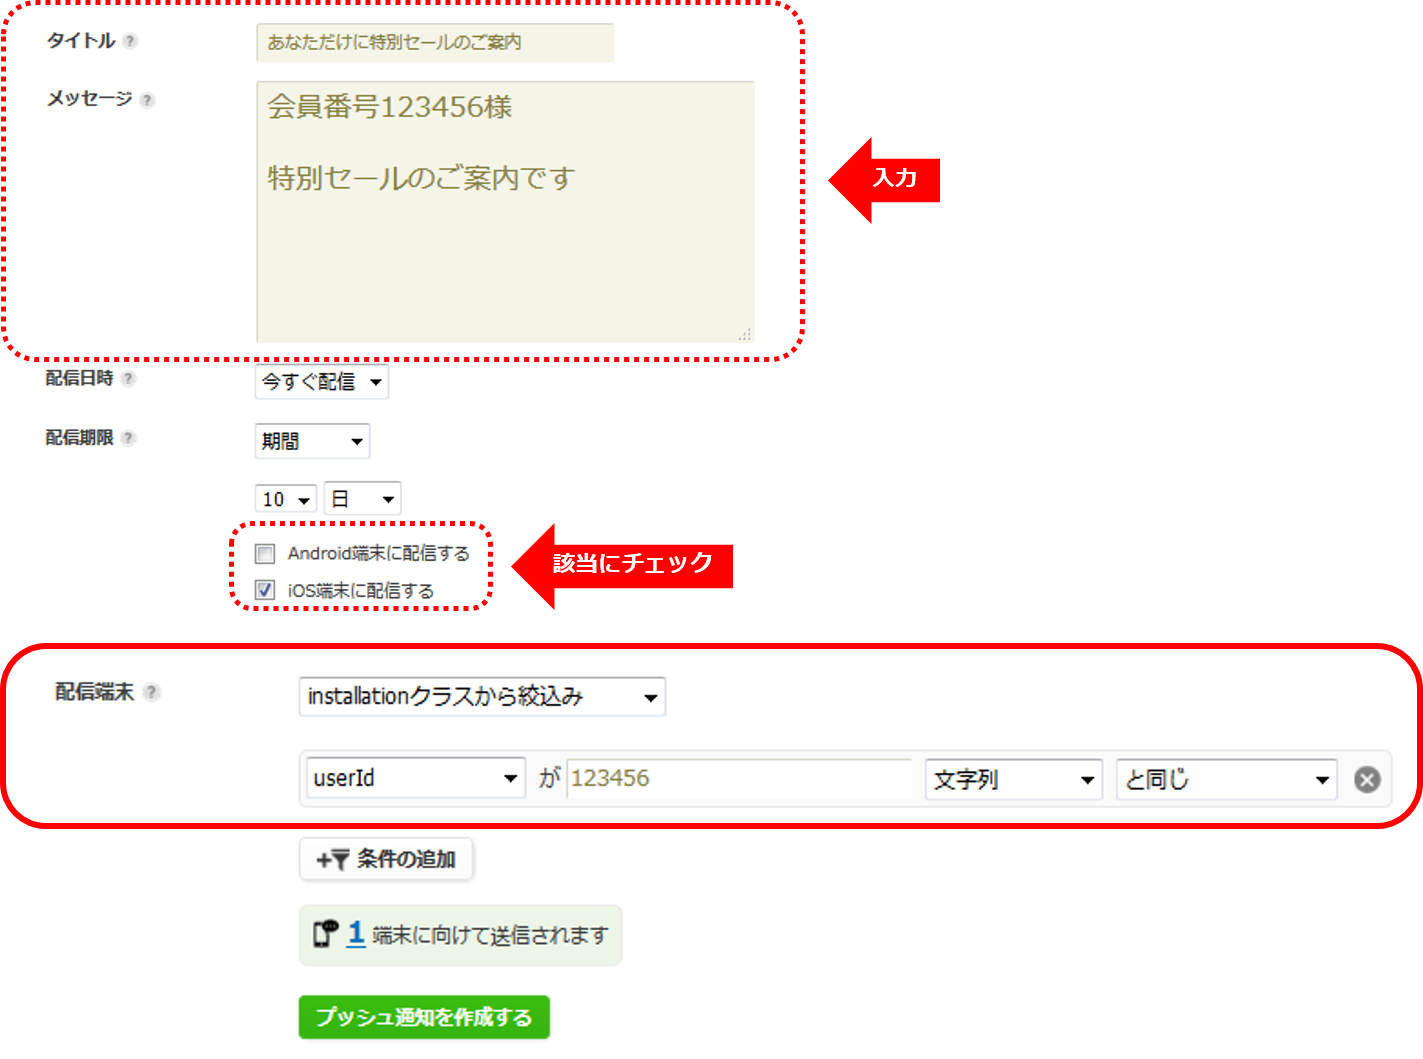 タイトル ?
あなただけに特別セールのご案内
メッセージ ?
会員番号123456様
特別セールのご案内です
入力
配信日時 ?
今すぐ配信
配信期限 ?
期間
10 日
Android端末に配信する
iOS端末に配信する
該当にチェック
配信端末 ?
installationクラスから絞込み
userId が 123456 文字列 と同じ
+ 条件の追加
1 端末に向けて送信されます
プッシュ通知を作成する